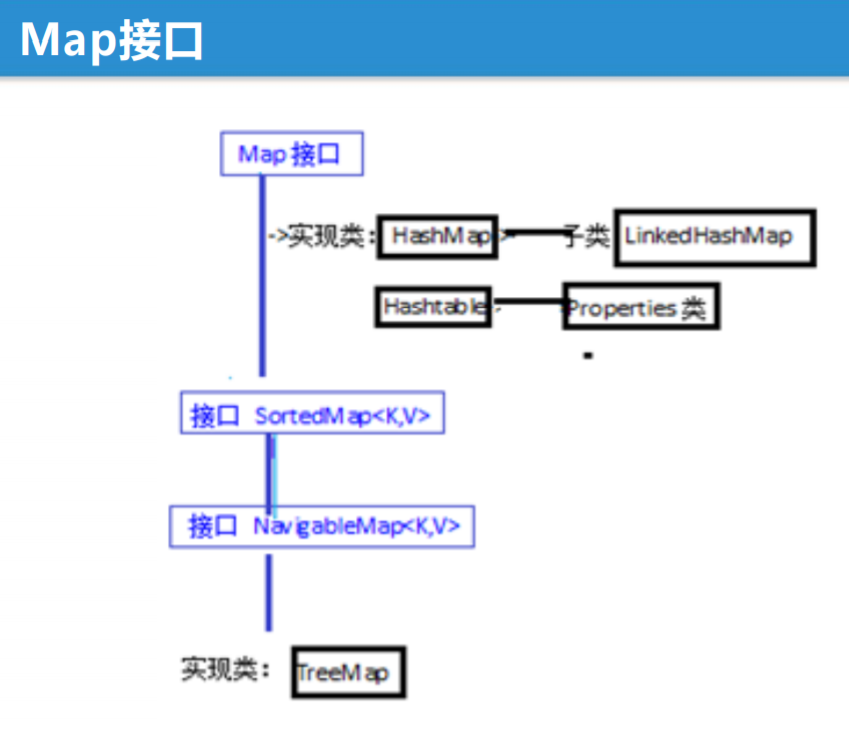 Map接口
Map 接口
->实现类: HashMap -> 子类 LinkedHashMap
Hashtable Properties 类
接口 SortedMap<K,V>
接口 NavigableMap<K,V>
实现类: TreeMap